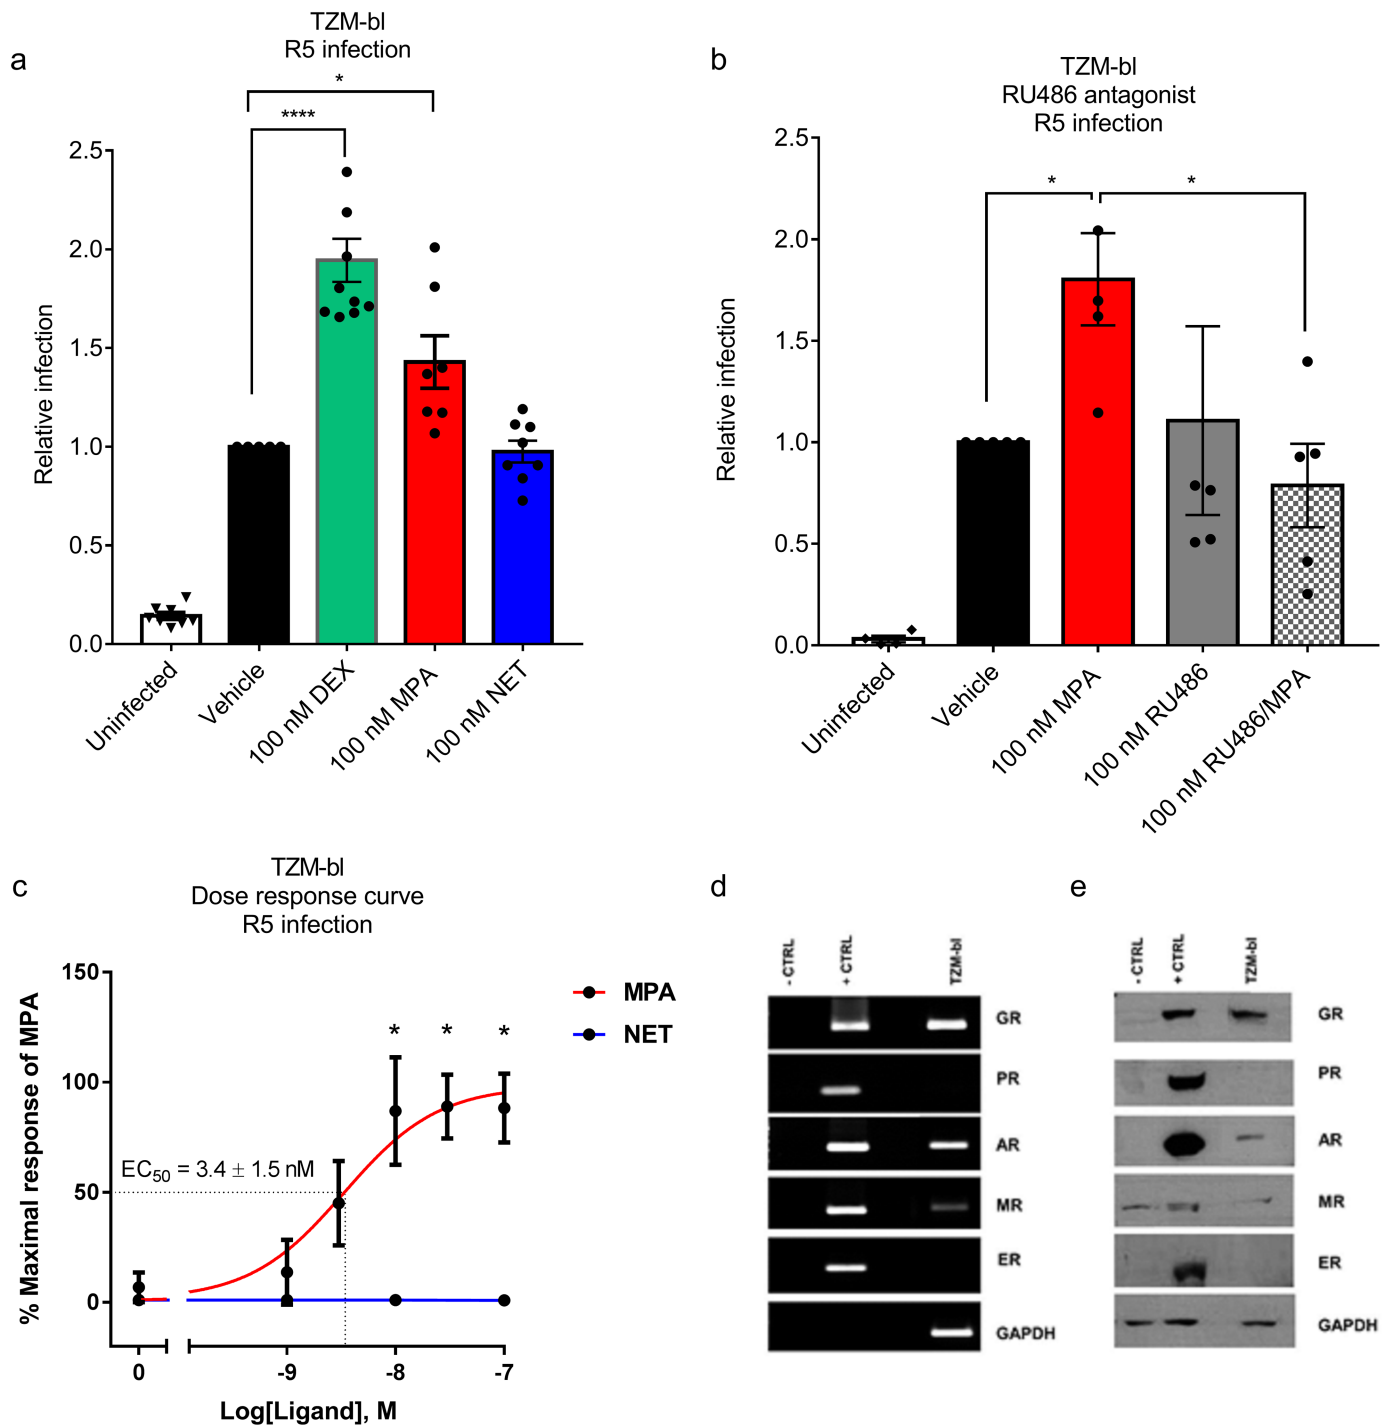 a
TZM-bl
R5 infection
*
****
2.5
2.0
1.5
1.0
0.5
0.0
Relative infection
Uninfected
Vehicle
100 nM DEX
100 nM MPA
100 nM NET
b
TZM-bl
RU486 antagonist
R5 infection
*
*
2.5
2.0
1.5
1.0
0.5
0.0
Relative infection
Uninfected
Vehicle
100 nM MPA
100 nM RU486
100 nM RU486/MPA
c
TZM-bl
Dose response curve
R5 infection
150
100
50
0
% Maximal response of MPA
MPA
NET
* * *
EC50 = 3.4 ± 1.5 nM
0 -9 -8 -7
Log[Ligand], M
d
- CTRL
+ CTRL
TZM-bl
GR
PR
AR
MR
ER
GAPDH
e
- CTRL
+ CTRL
TZM-bl
GR
PR
AR
MR
ER
GAPDH